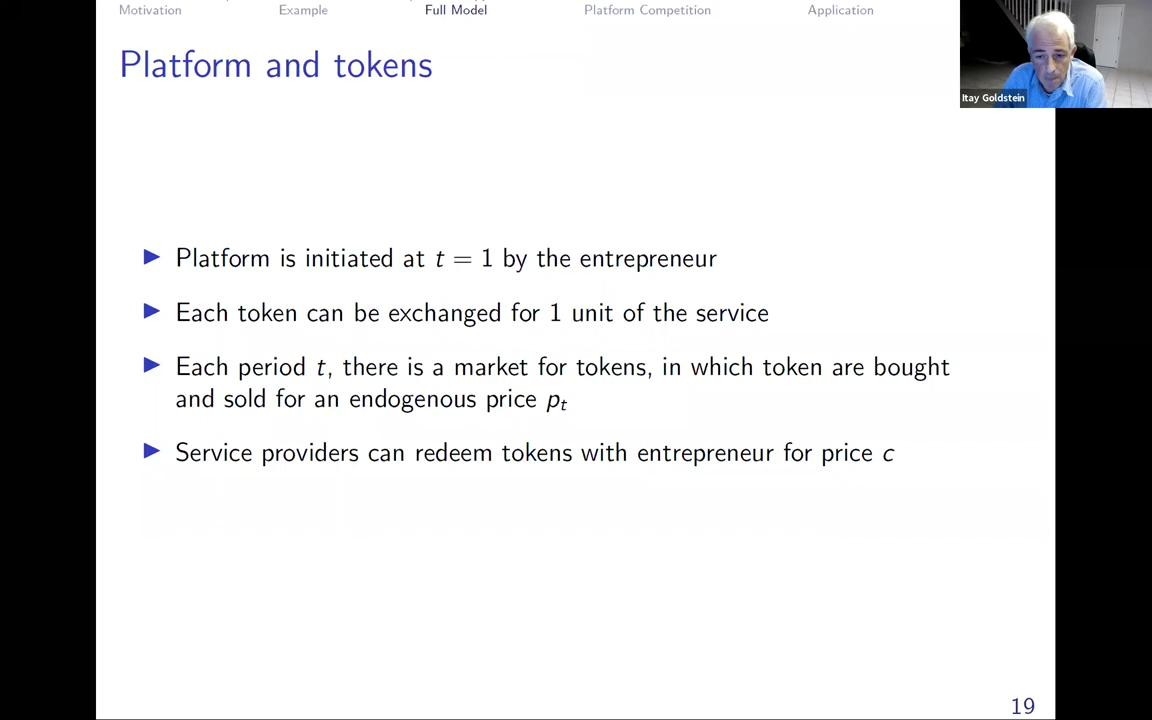 Motivation Example Full Model Platform Competition Application
Platform and tokens
Itay Goldstein
▶ Platform is initiated at t = 1 by the entrepreneur
▶ Each token can be exchanged for 1 unit of the service
▶ Each period t, there is a market for tokens, in which token are bought
and sold for an endogenous price pt
▶ Service providers can redeem tokens with entrepreneur for price c
19